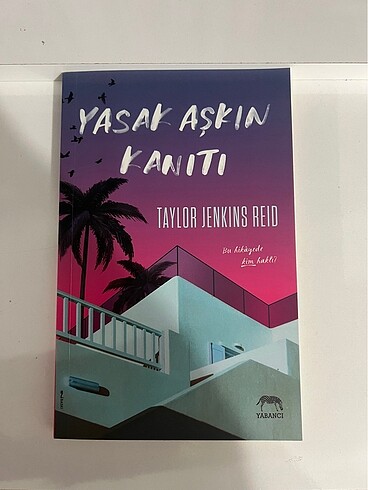 YASAK AŞKIN
KANITI
TAYLOR JENKINS REID
Bu hikâyede
kim haklı?
YABANCI